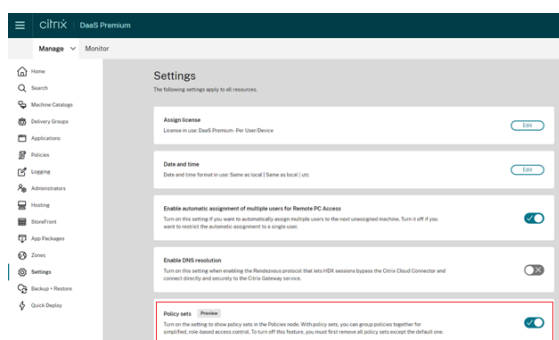 citrix DaaS Premium
Manage Monitor
Home
Search
Machine Catalogs
Delivery Groups
Applications
Policies
Logging
Administrators
Hosting
StoreFront
App Packages
Zones
Settings
Backup + Restore
Quick Deploy
Settings
The following settings apply to all resources.
Assign license
License in use: DaaS Premium - Per User/Device
Edit
Date and time
Date and time format in use: Same as local | Same as local | utc
Edit
Enable automatic assignment of multiple users for Remote PC Access
Turn on this setting if you want to automatically assign multiple users to the next unassigned machine. Turn it off if you
want to restrict the automatic assignment to a single user.
Enable DNS resolution
Turn on this setting when enabling the Rendezvous protocol that lets HDX sessions bypass the Citrix Cloud Connector and
connect directly and securely to the Citrix Gateway service.
Policy sets Preview
Turn on the setting to show policy sets in the Policies node. With policy sets, you can group policies together for
simplified, role-based access control. To turn off this feature, you must first remove all policy sets except the default one.